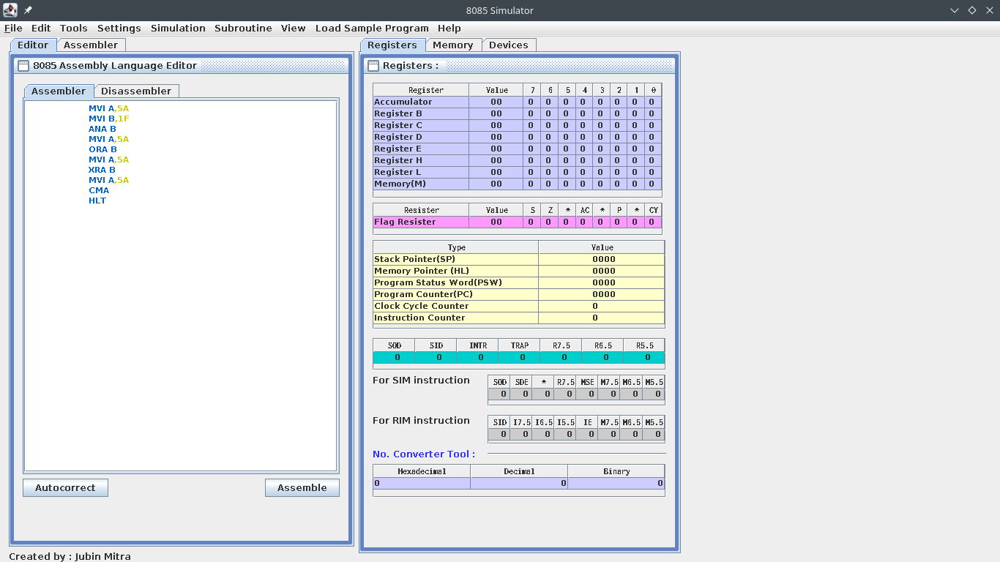 8085 Simulator
File Edit Tools Settings Simulation Subroutine View Load Sample Program Help
Editor Assembler
8085 Assembly Language Editor
Assembler Disassembler
MVI A,5A
MVI B,1F
ANA B
MVI A,5A
ORA B
MVI A,5A
XRA B
MVI A,5A
CMA
HLT
Autocorrect Assemble
Registers Memory Devices
Registers :
Register Value 7 6 5 4 3 2 1 0
Accumulator 00 0 0 0 0 0 0 0 0
Register B 00 0 0 0 0 0 0 0 0
Register C 00 0 0 0 0 0 0 0 0
Register D 00 0 0 0 0 0 0 0 0
Register E 00 0 0 0 0 0 0 0 0
Register H 00 0 0 0 0 0 0 0 0
Register L 00 0 0 0 0 0 0 0 0
Memory(M) 00 0 0 0 0 0 0 0 0
Resister Value S Z * AC * P * CY
Flag Resister 00 0 0 0 0 0 0 0 0
Type Value
Stack Pointer(SP) 0000
Memory Pointer (HL) 0000
Program Status Word(PSW) 0000
Program Counter(PC) 0000
Clock Cycle Counter 0
Instruction Counter 0
SOD SID INTR TRAP R7.5 R6.5 R5.5
0 0 0 0 0 0 0
For SIM instruction
SOD SDE * R7.5 MSE M7.5 M6.5 M5.5
0 0 0 0 0 0 0 0
For RIM instruction
SID I7.5 I6.5 I5.5 IE M7.5 M6.5 M5.5
0 0 0 0 0 0 0 0
No. Converter Tool :
Hexadecimal Decimal Binary
0 0 0
Created by : Jubin Mitra